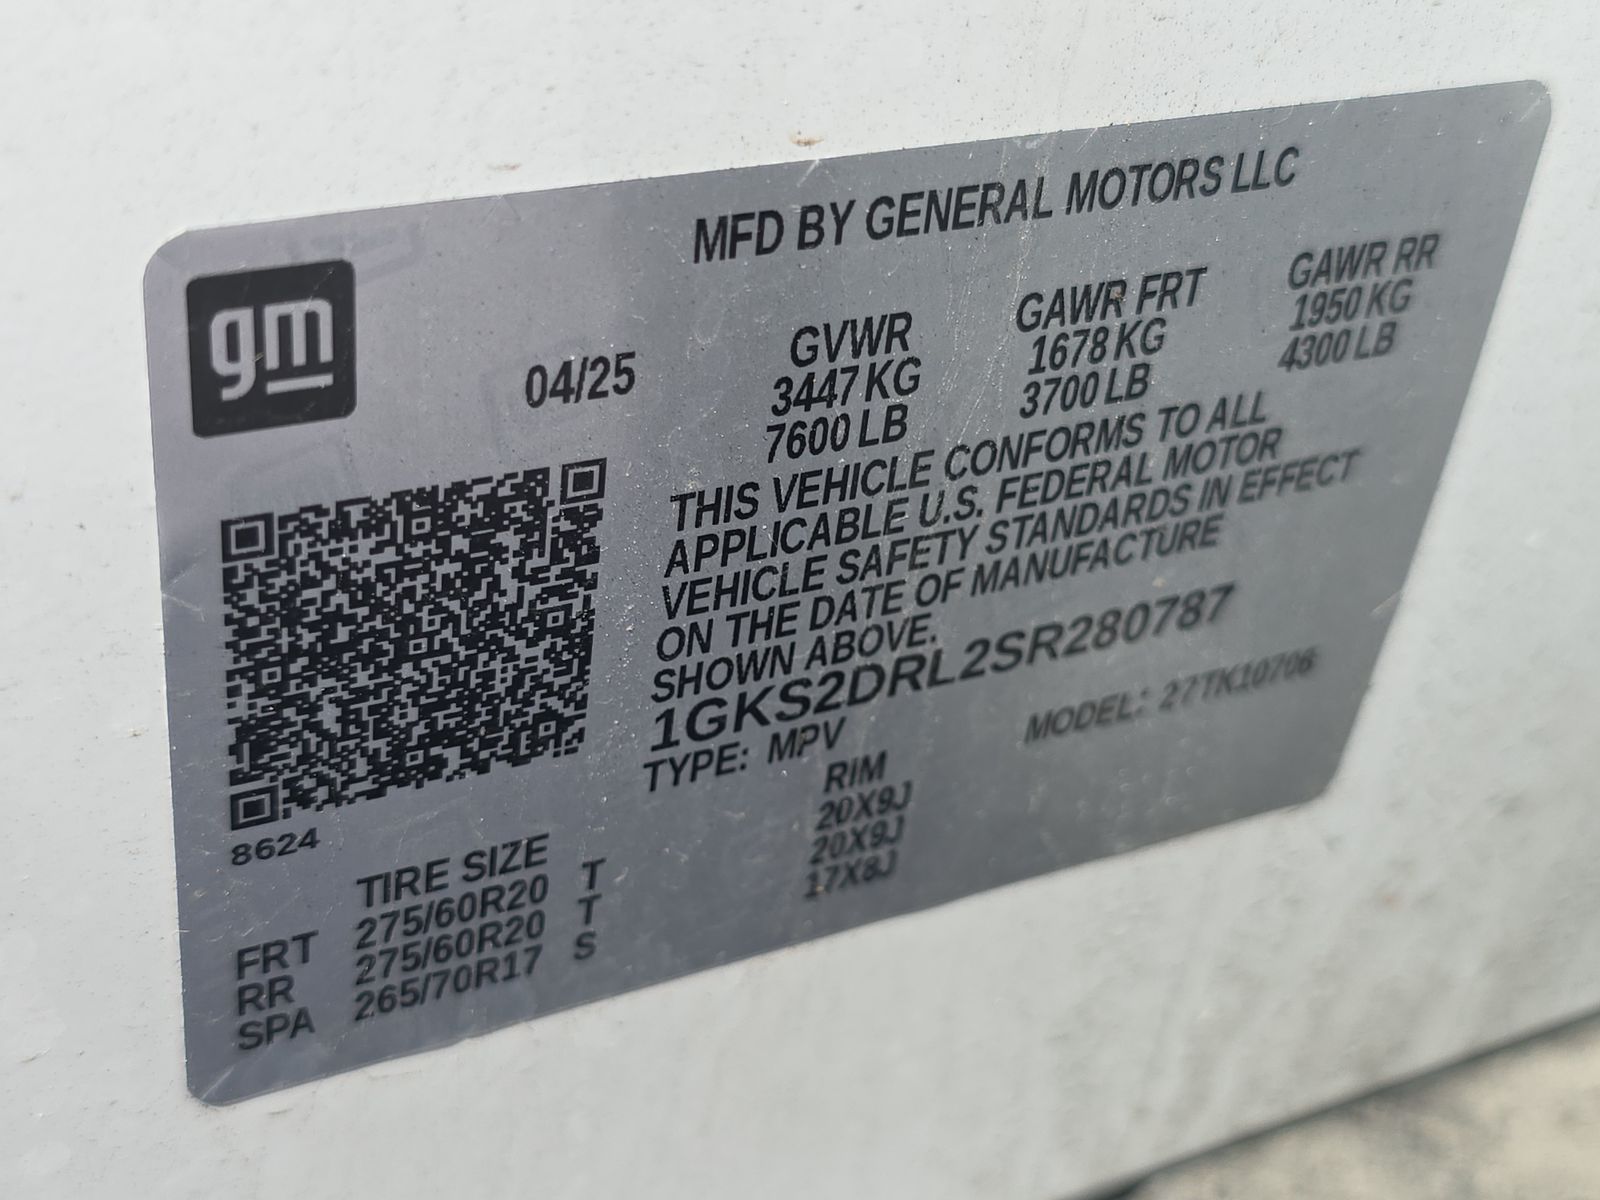 gm
MFD BY GENERAL MOTORS LLC
04/25
GVWR GAWR FRT GAWR RR
3447 KG 1678 KG 1950 KG
7600 LB 3700 LB 4300 LB
THIS VEHICLE CONFORMS TO ALL
APPLICABLE U.S. FEDERAL MOTOR
VEHICLE SAFETY STANDARDS IN EFFECT
ON THE DATE OF MANUFACTURE
SHOWN ABOVE.
1GKS2DRL2SR280787
TYPE: MPV MODEL: 27TK10706
8624
TIRE SIZE RIM
FRT 275/60R20 T 20X9J
RR 275/60R20 T 20X9J
SPA 265/70R17 S 17X8J